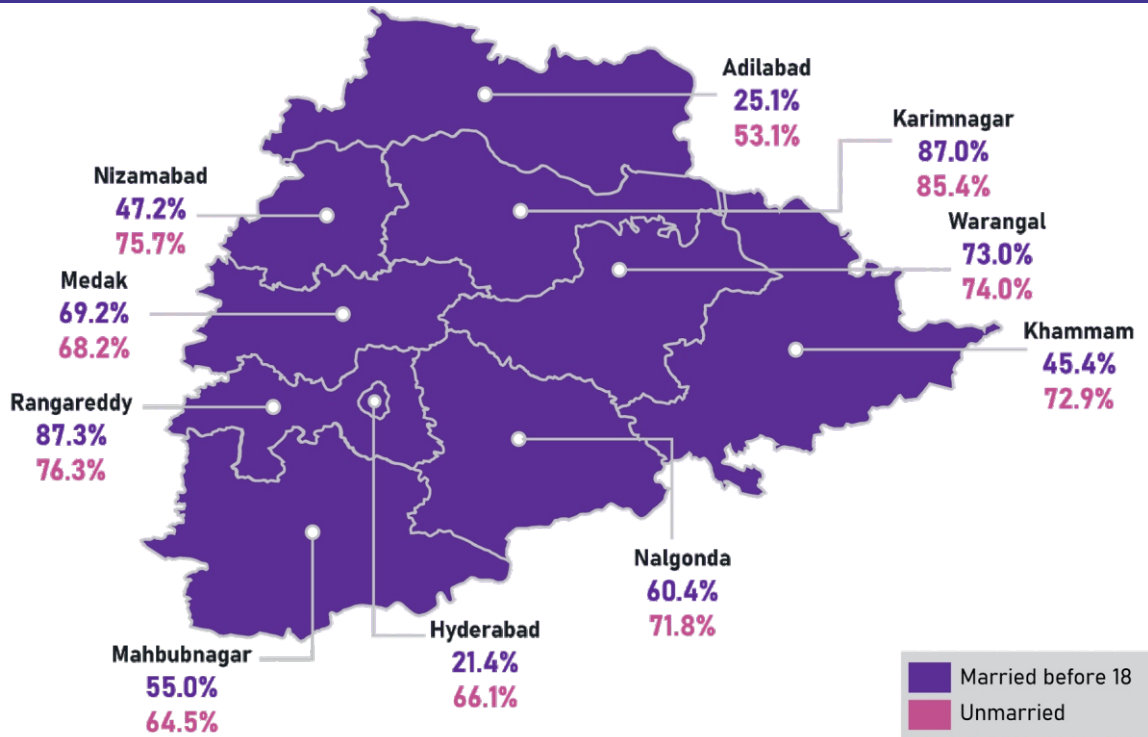 Adilabad
25.1%
53.1%
Karimnagar
87.0%
85.4%
Nizamabad
47.2%
75.7%
Warangal
73.0%
74.0%
Medak
69.2%
68.2%
Khammam
45.4%
72.9%
Rangareddy
87.3%
76.3%
Nalgonda
60.4%
71.8%
Hyderabad
21.4%
66.1%
Mahbubnagar
55.0%
64.5%
Married before 18
Unmarried